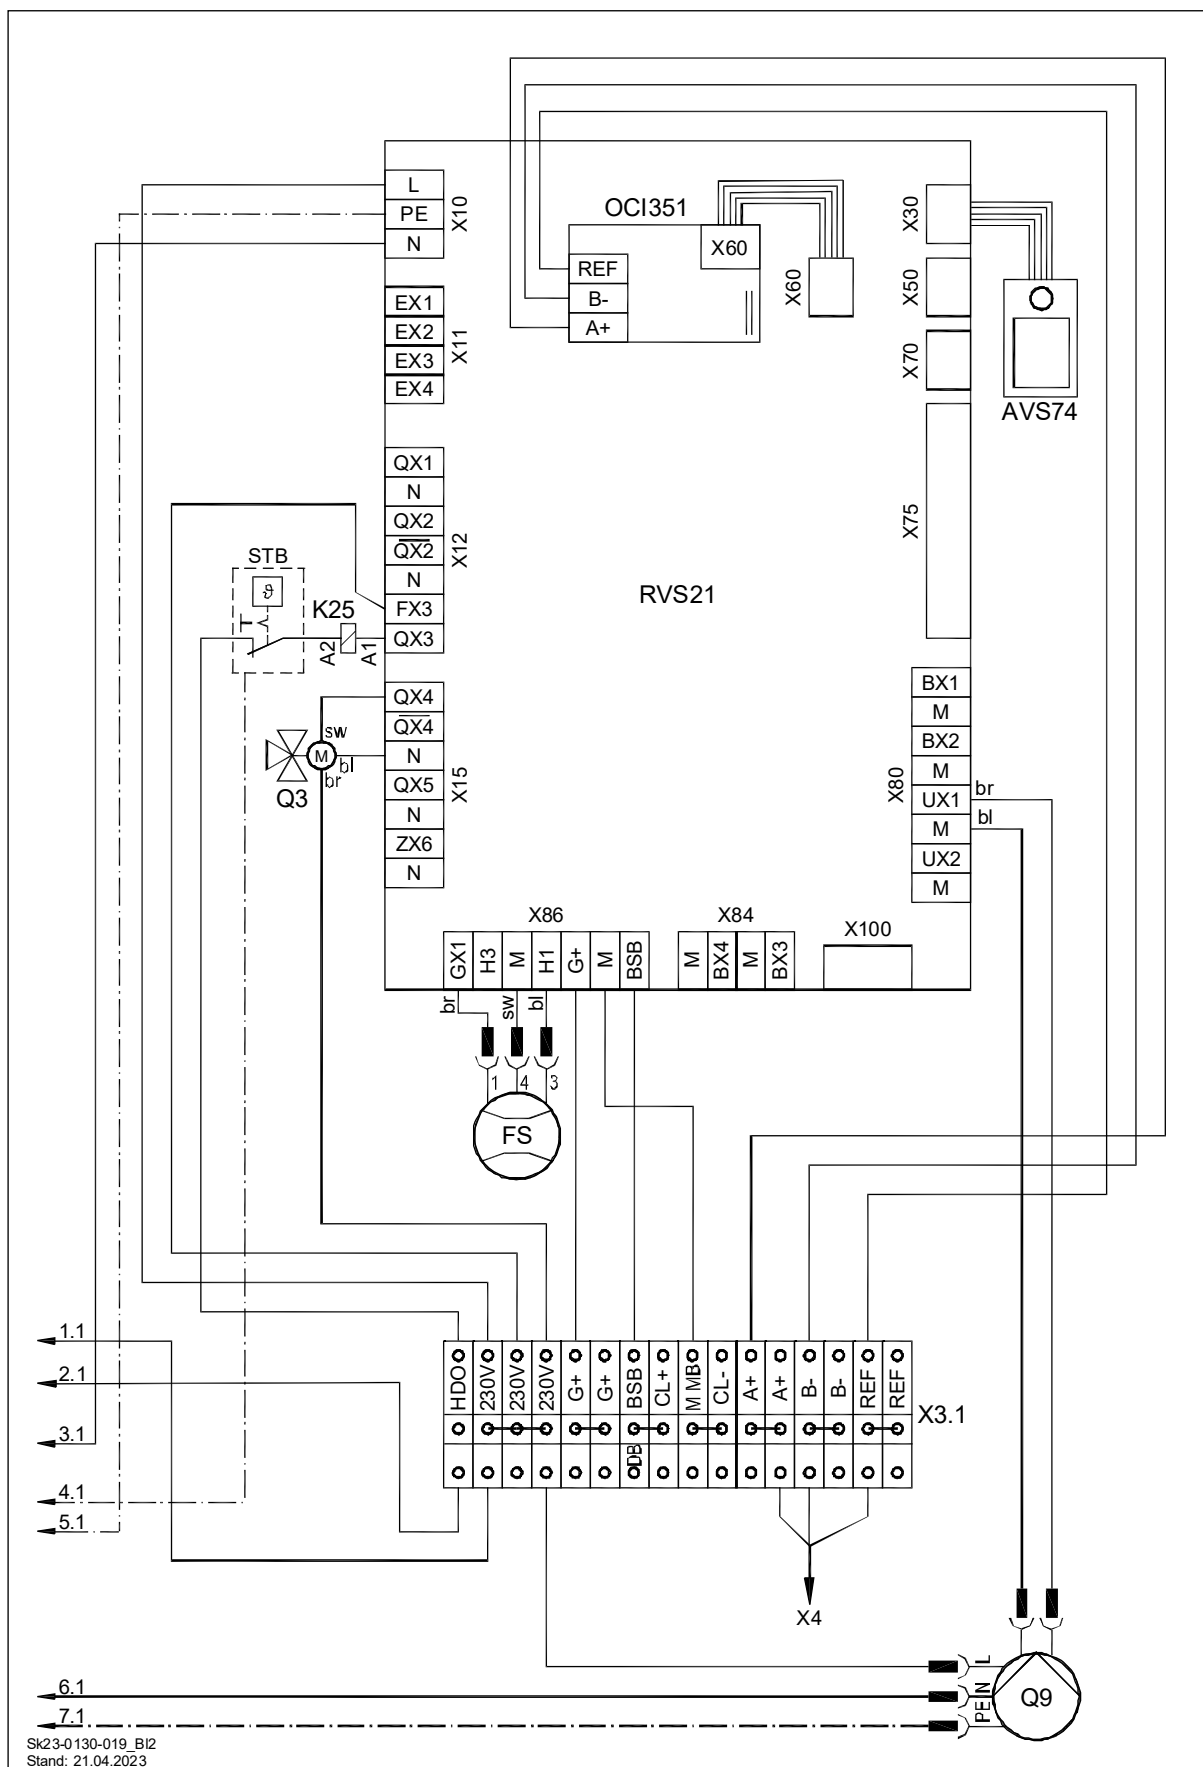 L
PE
N
X10
OCI351
X60
REF
B-
A+
X60
X30
X50
X70
AVS74
EX1
EX2
EX3
EX4
X11
QX1
N
QX2
QX2
N
FX3
QX3
X12
X75
STB
ϑ
K25
A2
A1
RVS21
QX4
QX4
N
QX5
N
ZX6
N
X15
sw
M
bl
br
Q3
BX1
M
BX2
M
UX1
M
UX2
M
X80
br
bl
X86
X84
X100
GX1
H3
M
H1
G+
M
BSB
M
BX4
M
BX3
br
sw
bl
1
4
3
FS
1.1
2.1
3.1
4.1
5.1
HDO
230V
230V
230V
G+
G+
BSB
CL+
M MB
CL-
A+
A+
B-
B-
REF
REF
DB
X3.1
X4
L
N
PE
Q9
6.1
7.1
Sk23-0130-019_Bl2
Stand: 21.04.2023